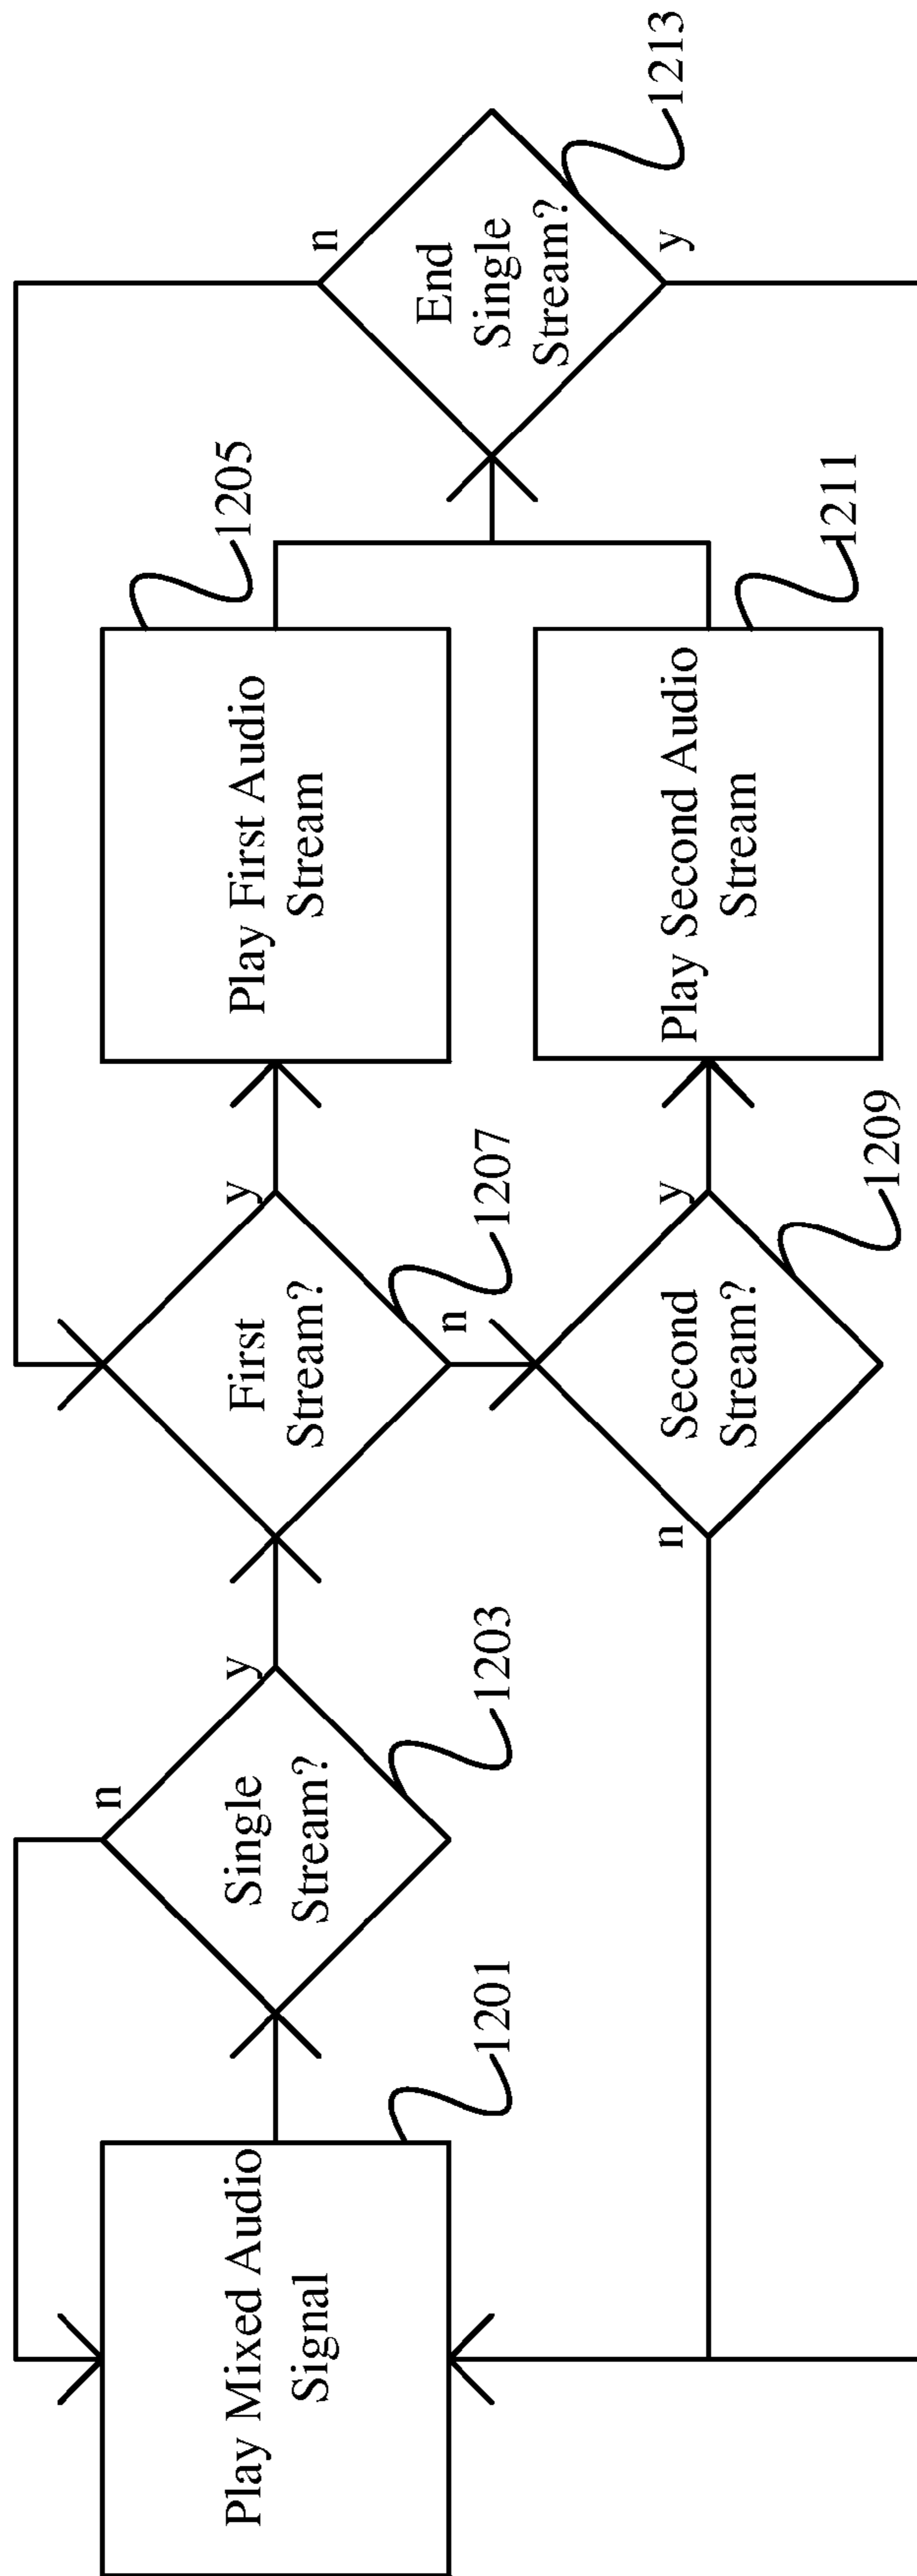 Play Mixed Audio
Signal
1201
n
Single
Stream?
y
1203
First
Stream?
y
n
1207
Play First Audio
Stream
1205
n
Second
Stream?
y
1209
Play Second Audio
Stream
1211
End
Single
Stream?
n
y
1213